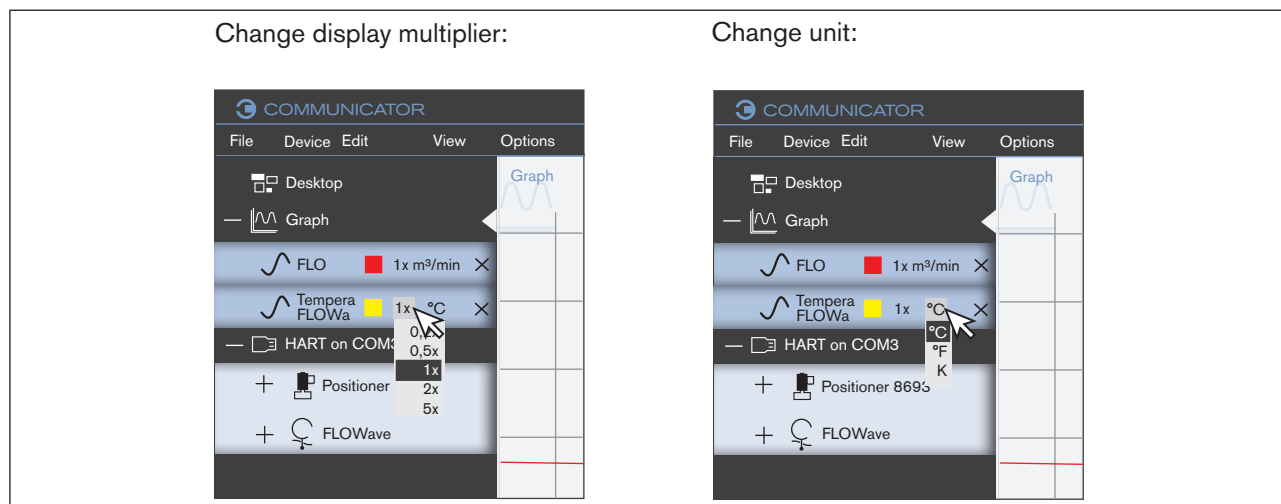 Change display multiplier:
COMMUNICATOR
File Device Edit View Options
Desktop
Graph
Graph
FLO 1x m³/min
Tempera
FLOWa 1x °C
0,5x
HART on COM3
1x
Positioner
2x
5x
FLOWave
Change unit:
COMMUNICATOR
File Device Edit View Options
Desktop
Graph
Graph
FLO 1x m³/min
Tempera
FLOWa 1x °C
°C
HART on COM3
°F
K
Positioner 8693
FLOWave